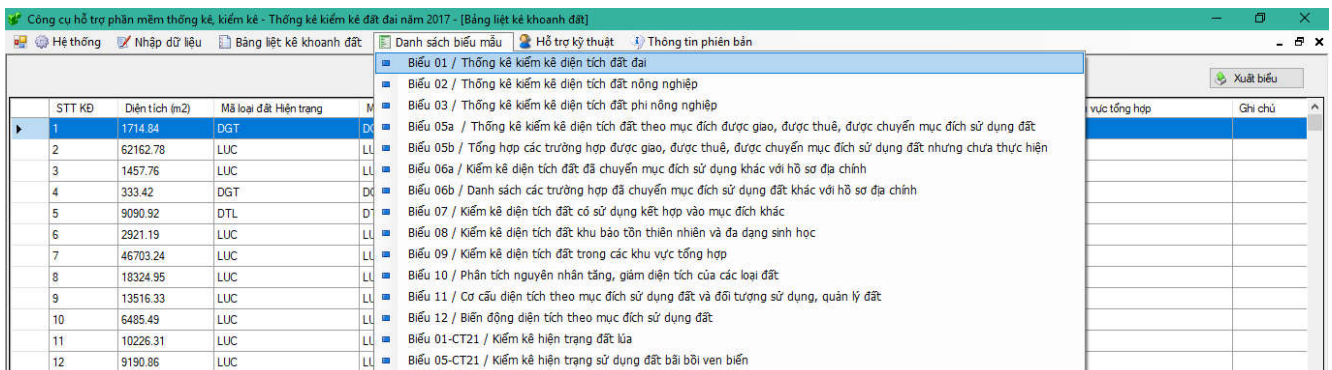 Công cụ hỗ trợ phần mềm thống kê, kiểm kê - Thống kê kiểm kê đất đai năm 2017 - [Bảng liệt kê khoanh đất]
Hệ thống Nhập dữ liệu Bảng liệt kê khoanh đất Danh sách biểu mẫu Hỗ trợ kỹ thuật Thông tin phiên bản
Biểu 01 / Thống kê kiểm kê diện tích đất đai
Xuất biểu
Biểu 02 / Thống kê kiểm kê diện tích đất nông nghiệp
STT KĐ Diện tích (m2) Mã loại đất Hiện trạng M Biểu 03 / Thống kê kiểm kê diện tích đất phi nông nghiệp vực tổng hợp Ghi chú
1 1714.84 DGT Biểu 05a / Thống kê kiểm kê diện tích đất theo mục đích được giao, được thuê, được chuyển mục đích sử dụng đất
2 62162.78 LUC Biểu 05b / Tổng hợp các trường hợp được giao, được thuê, được chuyển mục đích sử dụng đất nhưng chưa thực hiện
3 1457.76 LUC Biểu 06a / Kiểm kê diện tích đất đã chuyển mục đích sử dụng khác với hồ sơ địa chính
4 333.42 DGT Biểu 06b / Danh sách các trường hợp đã chuyển mục đích sử dụng đất khác với hồ sơ địa chính
5 9090.92 DTL Biểu 07 / Kiểm kê diện tích đất có sử dụng kết hợp vào mục đích khác
6 2921.19 LUC Biểu 08 / Kiểm kê diện tích đất khu bảo tồn thiên nhiên và đa dạng sinh học
7 46703.24 LUC Biểu 09 / Kiểm kê diện tích đất trong các khu vực tổng hợp
8 18324.95 LUC Biểu 10 / Phân tích nguyên nhân tăng, giảm diện tích của các loại đất
9 13516.33 LUC Biểu 11 / Cơ cấu diện tích theo mục đích sử dụng đất và đối tượng sử dụng, quản lý đất
10 6485.49 LUC Biểu 12 / Biến động diện tích theo mục đích sử dụng đất
11 10226.31 LUC Biểu 01-CT21 / Kiểm kê hiện trạng đất lúa
12 9190.86 LUC Biểu 05-CT21 / Kiểm kê hiện trạng sử dụng đất bãi bồi ven biển